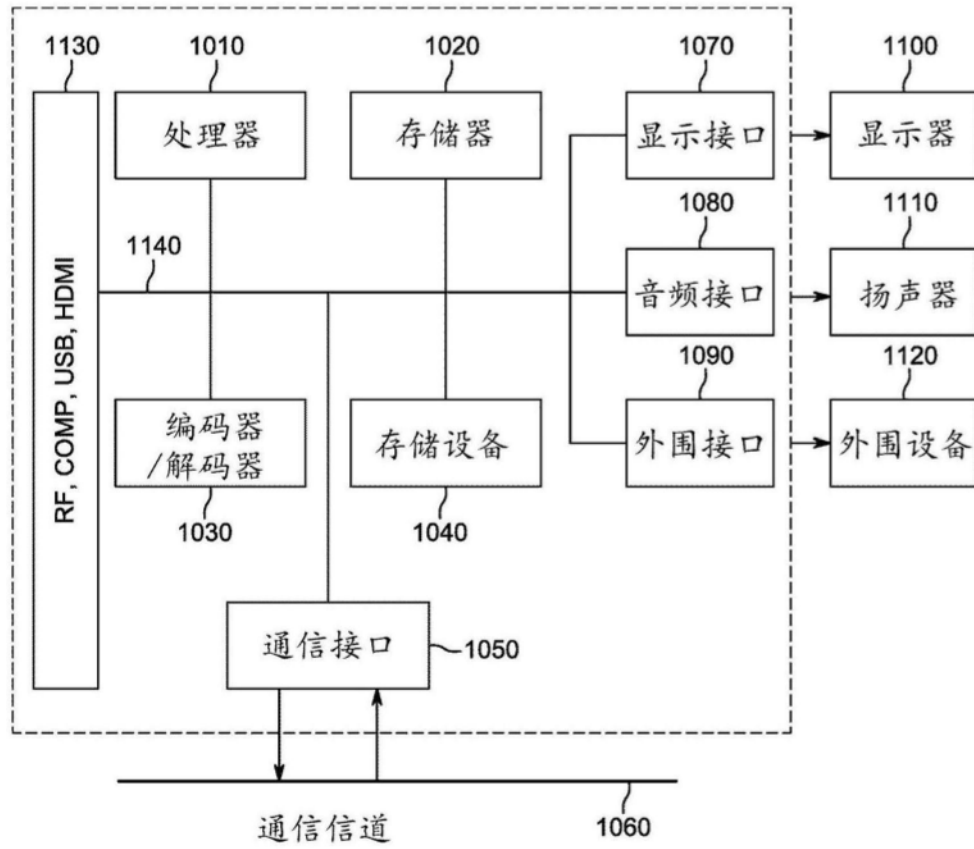 1130
1010
1020
1070
1100
处理器
存储器
显示接口
显示器
1080
1110
1140
音频接口
扬声器
RF, COMP, USB, HDMI
1090
1120
编码器
/解码器
存储设备
外围接口
外围设备
1030
1040
通信接口
1050
通信信道
1060